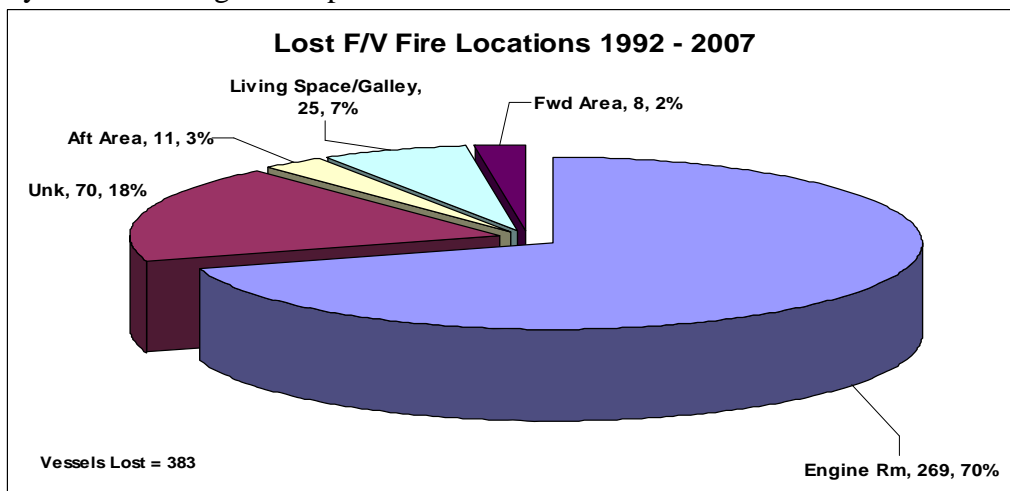 Lost F/V Fire Locations 1992 - 2007
Living Space/Galley,
25, 7%
Fwd Area, 8, 2%
Aft Area, 11, 3%
Unk, 70, 18%
Vessels Lost = 383
Engine Rm, 269, 70%